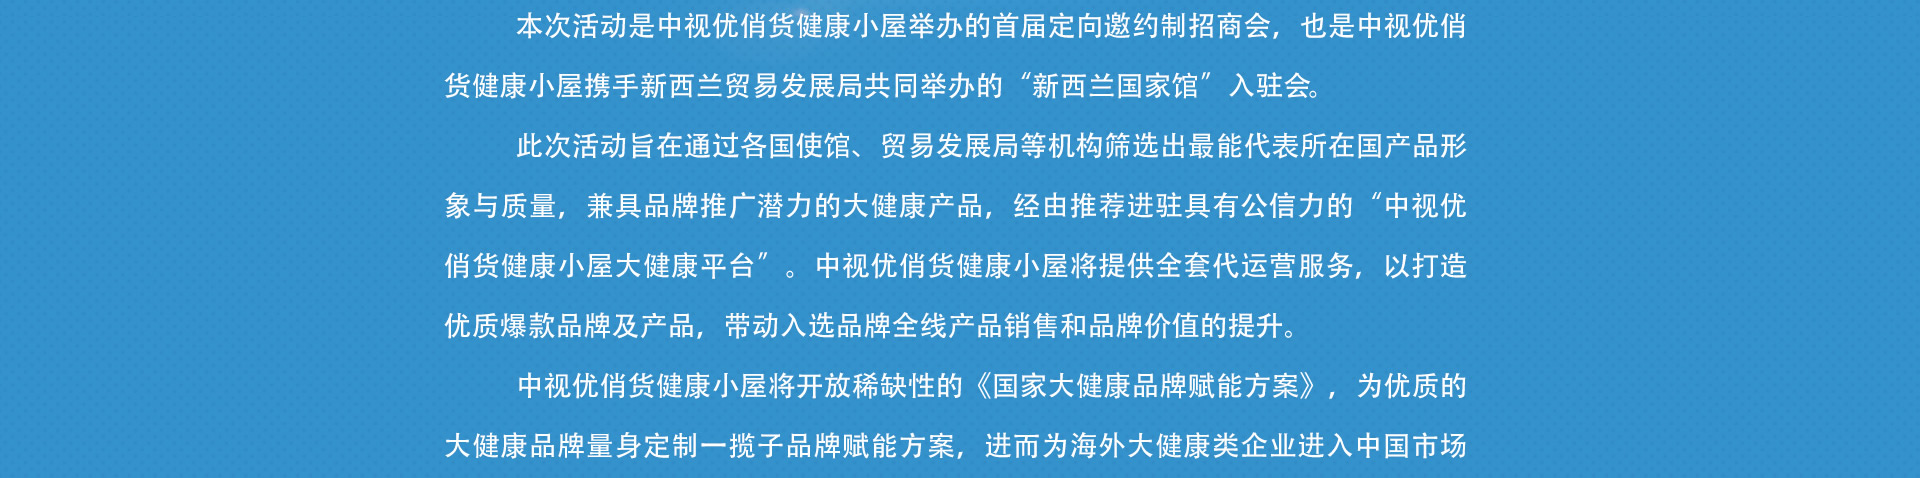 本次活动是中视优俏货健康小屋举办的首届定向邀约制招商会，也是中视优俏
货健康小屋携手新西兰贸易发展局共同举办的“新西兰国家馆”入驻会。
此次活动旨在通过各国使馆、贸易发展局等机构筛选出最能代表所在国产品形
象与质量，兼具品牌推广潜力的大健康产品，经由推荐进驻具有公信力的“中视优
俏货健康小屋大健康平台”。中视优俏货健康小屋将提供全套代运营服务，以打造
优质爆款品牌及产品，带动入选品牌全线产品销售和品牌价值的提升。
中视优俏货健康小屋将开放稀缺性的《国家大健康品牌赋能方案》，为优质的
大健康品牌量身定制一揽子品牌赋能方案，进而为海外大健康类企业进入中国市场